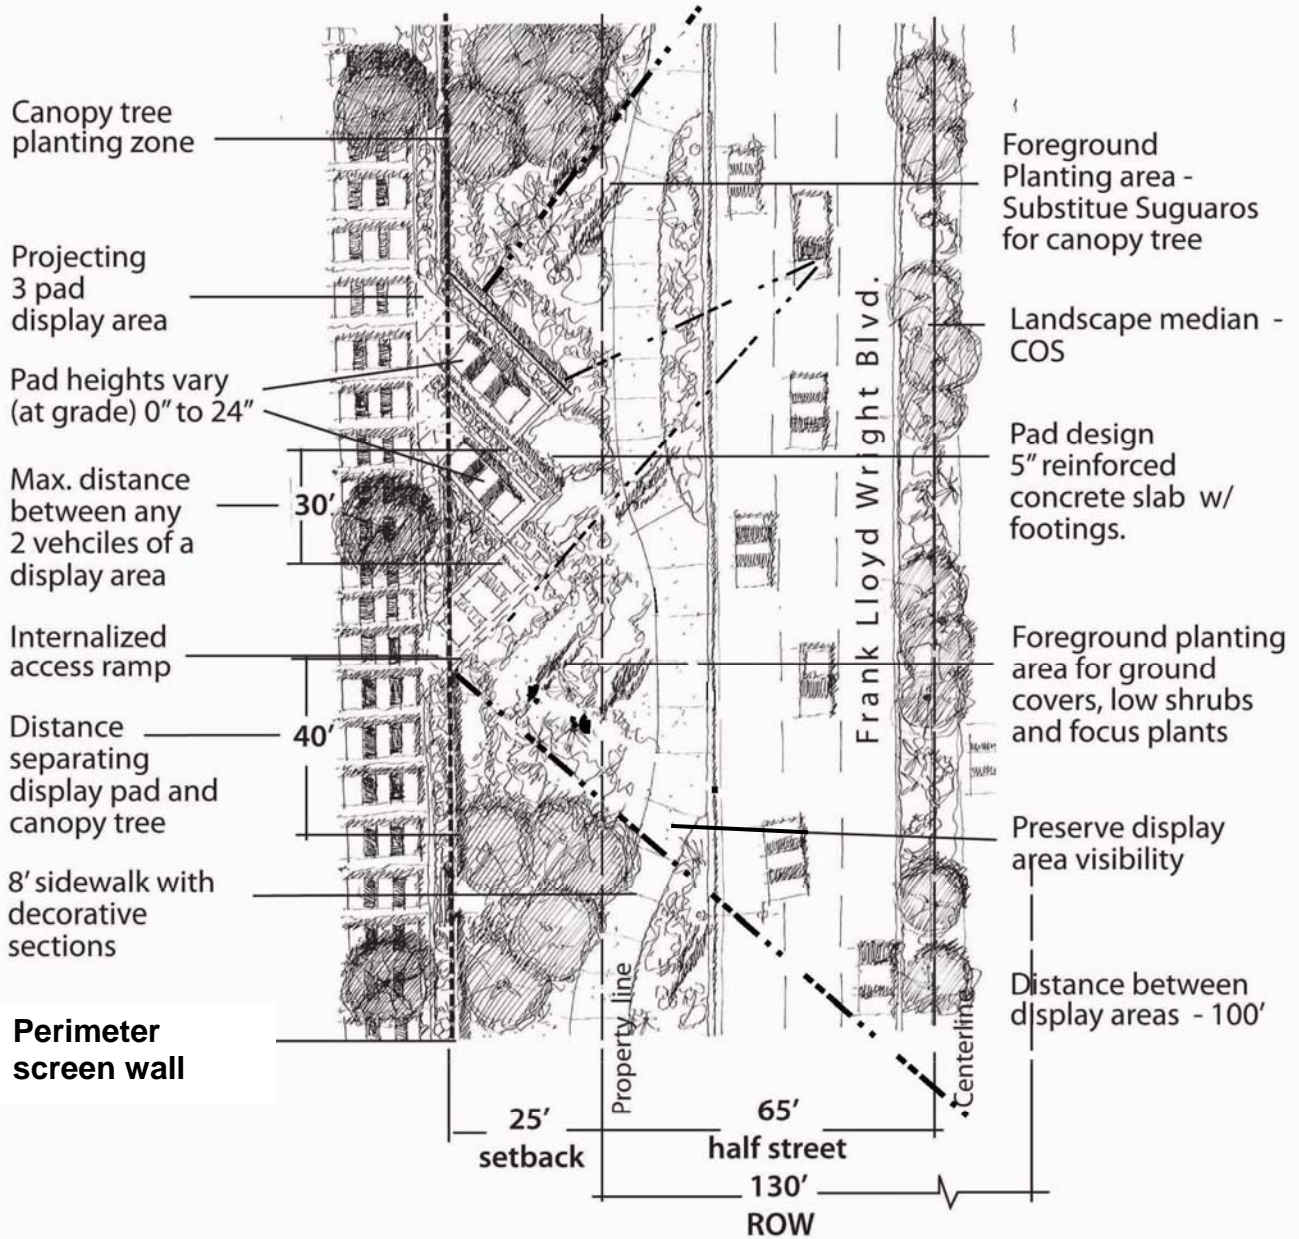 Canopy tree
planting zone
Projecting
3 pad
display area
Pad heights vary
(at grade) 0” to 24”
Max. distance
between any
2 vehciles of a
display area
30’
Internalized
access ramp
Distance
separating
display pad and
canopy tree
40’
8’ sidewalk with
decorative
sections
Perimeter
screen wall
Foreground
Planting area -
Substitue Suguaros
for canopy tree
Landscape median -
COS
Pad design
5” reinforced
concrete slab w/
footings.
Foreground planting
area for ground
covers, low shrubs
and focus plants
Preserve display
area visibility
Distance between
display areas - 100’
Frank Lloyd Wright Blvd.
Property line
Centerline
25’
setback
65’
half street
130’
ROW